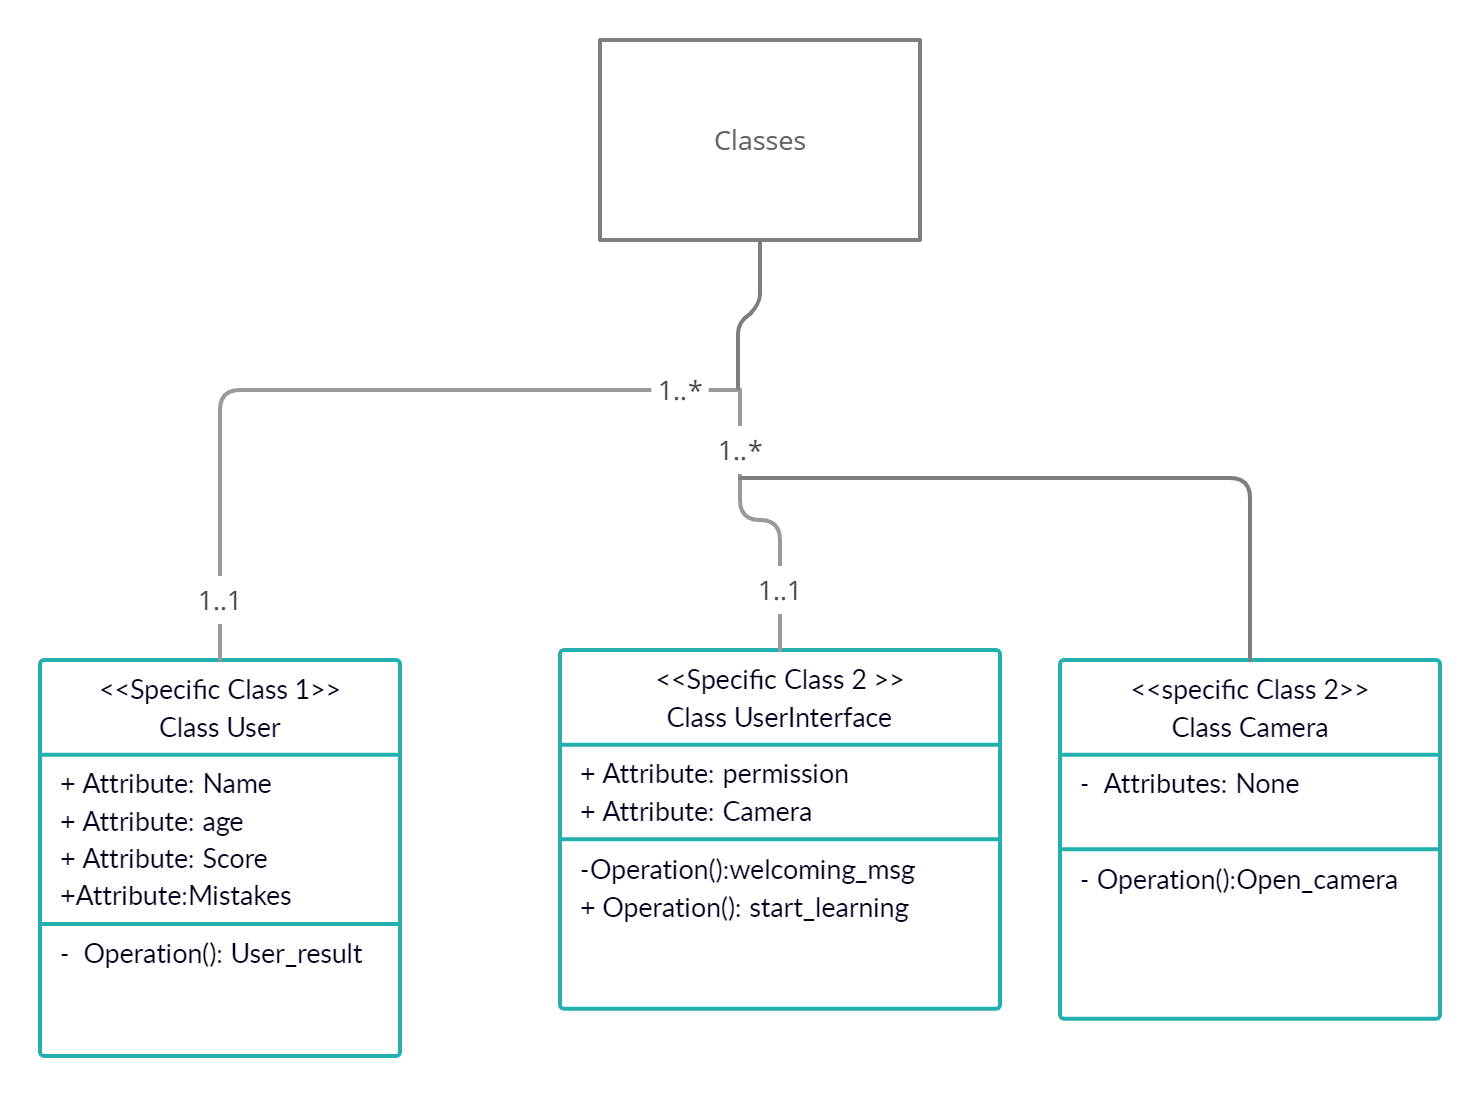 Classes
1..*
1..*
1..1
1..1
<<Specific Class 1>>
Class User
+ Attribute: Name
+ Attribute: age
+ Attribute: Score
+Attribute:Mistakes
-  Operation(): User_result
<<Specific Class 2 >>
Class UserInterface
+ Attribute: permission
+ Attribute: Camera
-Operation():welcoming_msg
+ Operation(): start_learning
<<specific Class 2>>
Class Camera
-  Attributes: None
- Operation():Open_camera